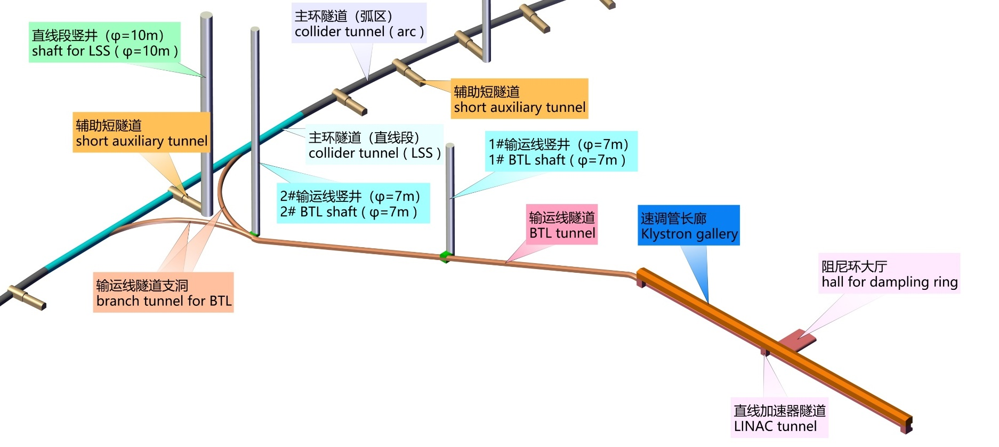 主环隧道（弧区）
collider tunnel ( arc )
直线段竖井（φ=10m）
shaft for LSS ( φ=10m )
辅助短隧道
short auxiliary tunnel
辅助短隧道
short auxiliary tunnel
主环隧道（直线段）
collider tunnel ( LSS )
1#输运线竖井（φ=7m）
1# BTL shaft ( φ=7m )
2#输运线竖井（φ=7m）
2# BTL shaft ( φ=7m )
输运线隧道
BTL tunnel
速调管长廊
Klystron gallery
阻尼环大厅
hall for dampling ring
输运线隧道支洞
branch tunnel for BTL
直线加速器隧道
LINAC tunnel